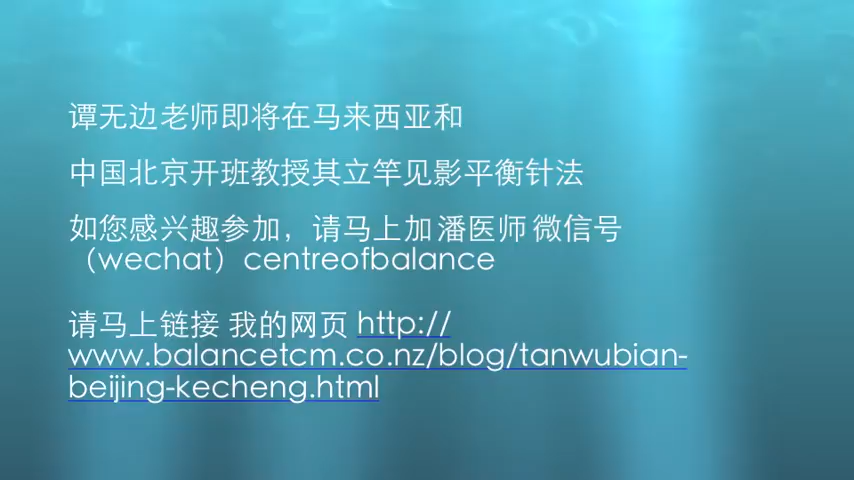 谭无边老师即将在马来西亚和
中国北京开班教授其立竿见影平衡针法
如您感兴趣参加，请马上加 潘医师 微信号
（wechat）centreofbalance
请马上链接 我的网页 http://
www.balancetcm.co.nz/blog/tanwubian-
beijing-kecheng.html